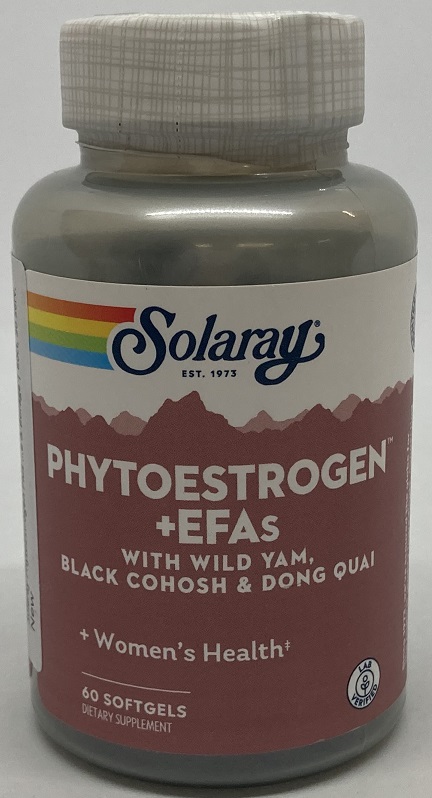 Solaray®
EST. 1973
PHYTOESTROGEN™
+EFAs
WITH WILD YAM,
BLACK COHOSH & DONG QUAI
+ Women's Health‡
60 SOFTGELS
DIETARY SUPPLEMENT
LAB
VERIFIED
New